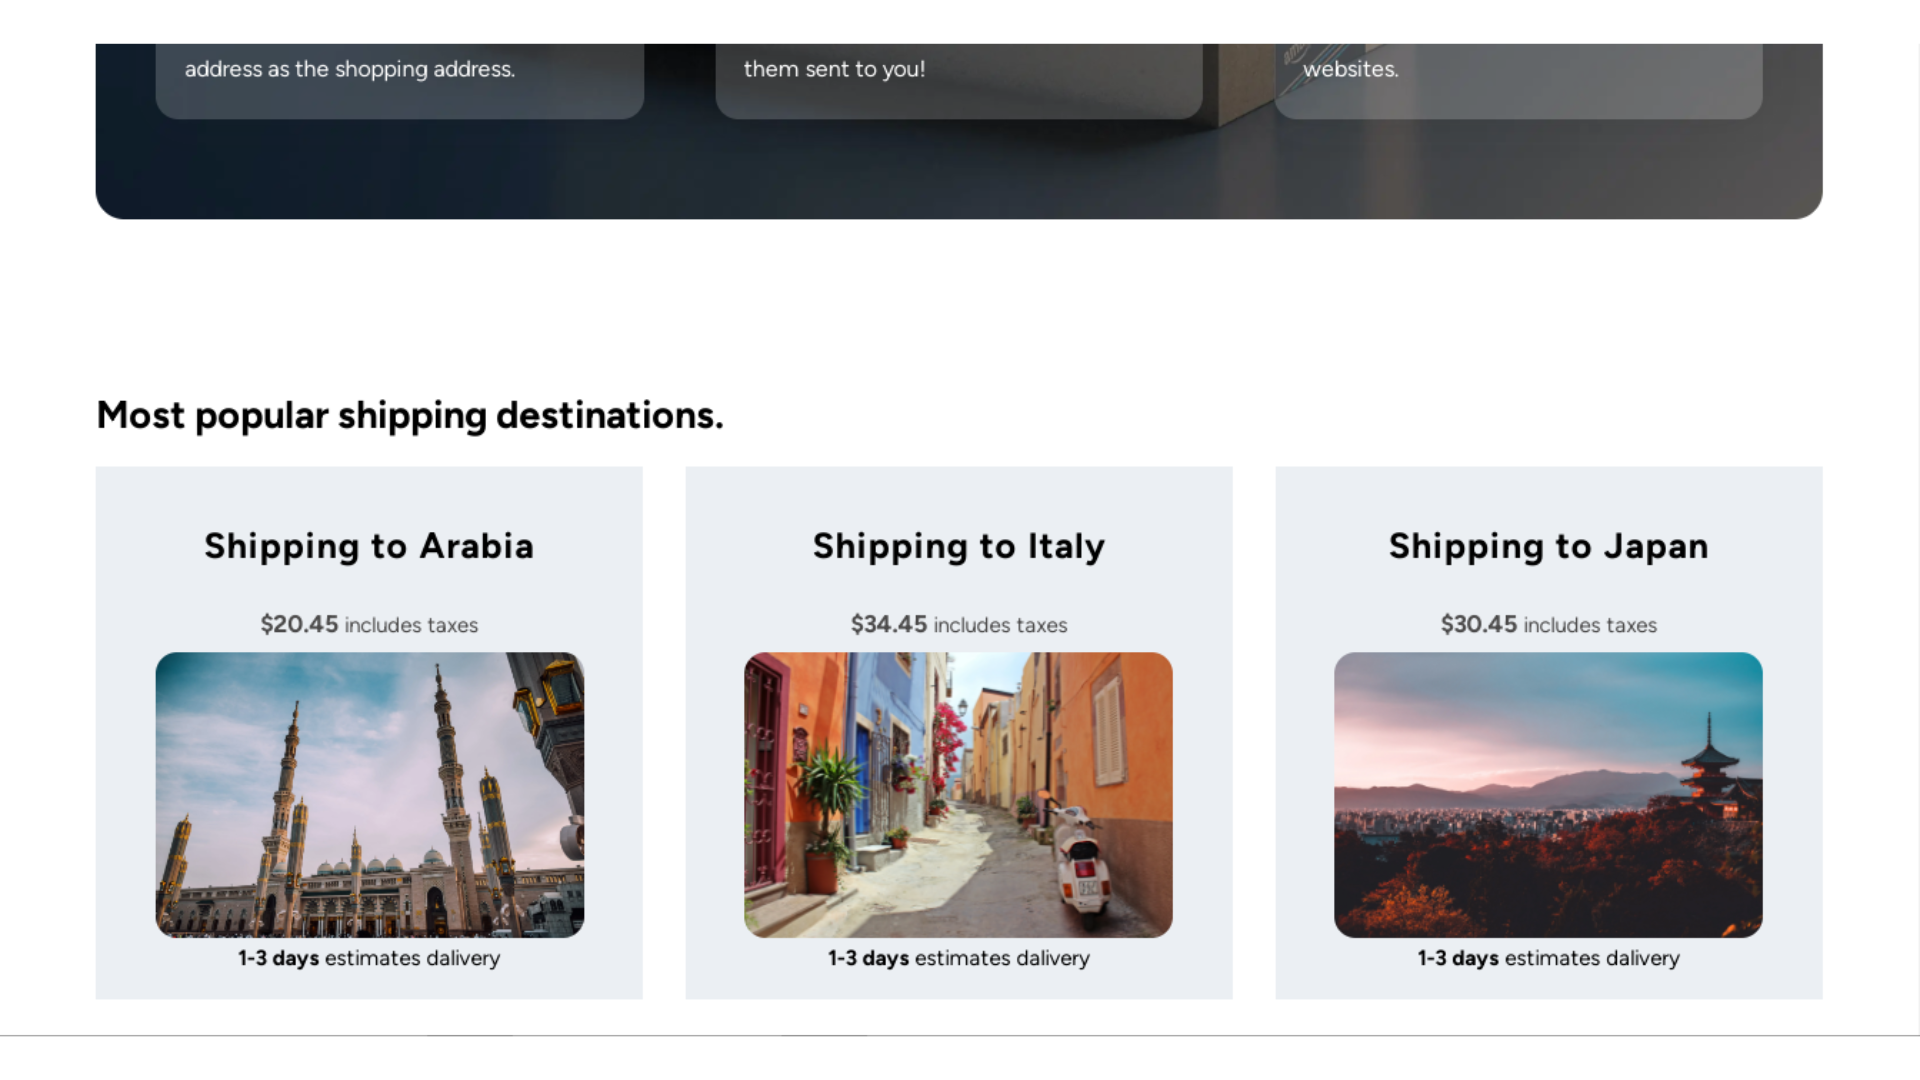 address as the shopping address.
them sent to you!
websites.
Most popular shipping destinations.
Shipping to Arabia
$20.45 includes taxes
1-3 days estimates dalivery
Shipping to Italy
$34.45 includes taxes
1-3 days estimates dalivery
Shipping to Japan
$30.45 includes taxes
1-3 days estimates dalivery